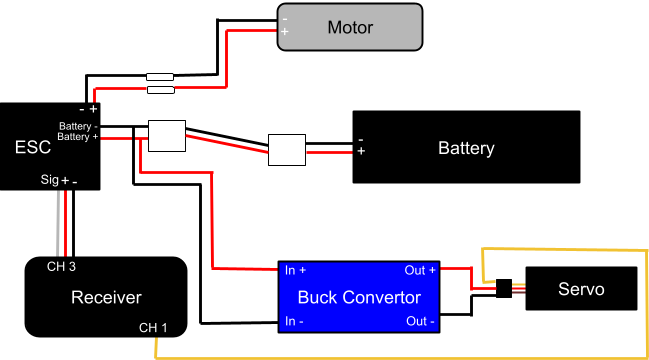 - Motor
+
- +
Battery -
Battery +
ESC
-
+ Battery
Sig + -
CH 3
Receiver
CH 1
In + Out +
Buck Convertor
In - Out -
Servo